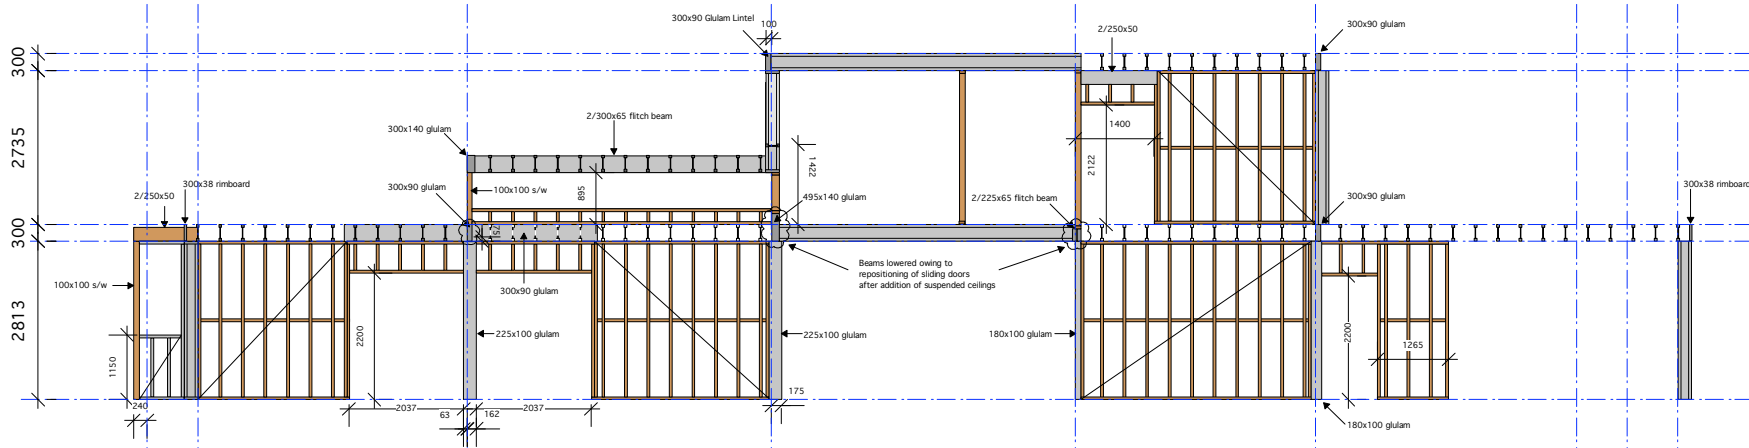 300x90 Glulam Lintel
100
2/250x50
300x90 glulam
300
2/300x65 flitch beam
300x140 glulam
1400
2735
1422
2122
300x38 rimboard
300x90 glulam
100x100 s/w
895
2/250x50
495x140 glulam
2/225x65 flitch beam
300x90 glulam
300x38 rimboard
300
75
Beams lowered owing to
repositioning of sliding doors
after addition of suspended ceilings
100x100 s/w
300x90 glulam
2813
2200
225x100 glulam
225x100 glulam
180x100 glulam
2200
1265
1150
175
240
2037
63
162
2037
180x100 glulam